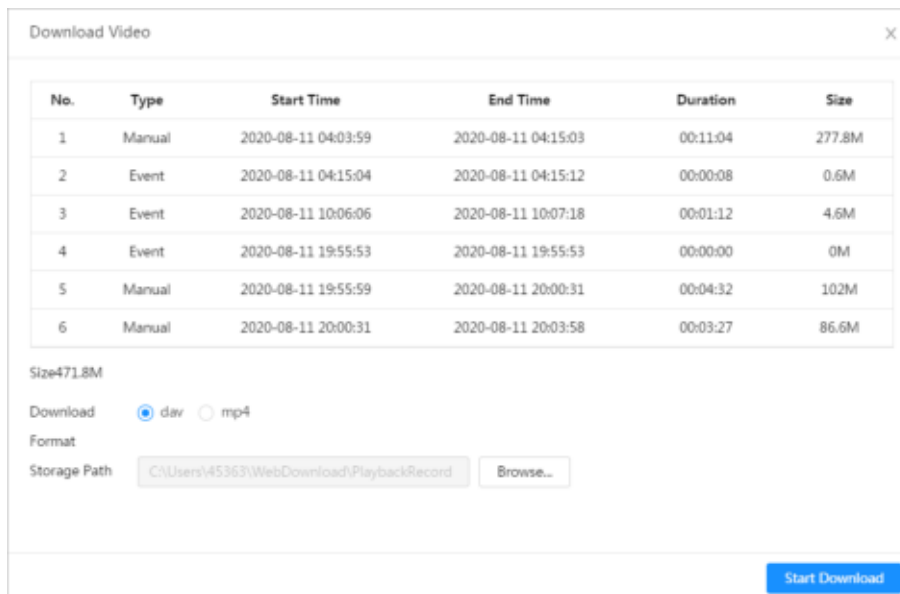 Download Video
No. Type Start Time End Time Duration Size
1 Manual 2020-08-11 04:03:59 2020-08-11 04:15:03 00:11:04 277.8M
2 Event 2020-08-11 04:15:04 2020-08-11 04:15:12 00:00:08 0.6M
3 Event 2020-08-11 10:06:06 2020-08-11 10:07:18 00:01:12 4.6M
4 Event 2020-08-11 19:55:53 2020-08-11 19:55:53 00:00:00 0M
5 Manual 2020-08-11 19:55:59 2020-08-11 20:00:31 00:04:32 102M
6 Manual 2020-08-11 20:00:31 2020-08-11 20:03:58 00:03:27 86.6M
Size471.8M
Download dav mp4
Format
Storage Path C:\Users\45363\WebDownload\PlaybackRecord Browse...
Start Download